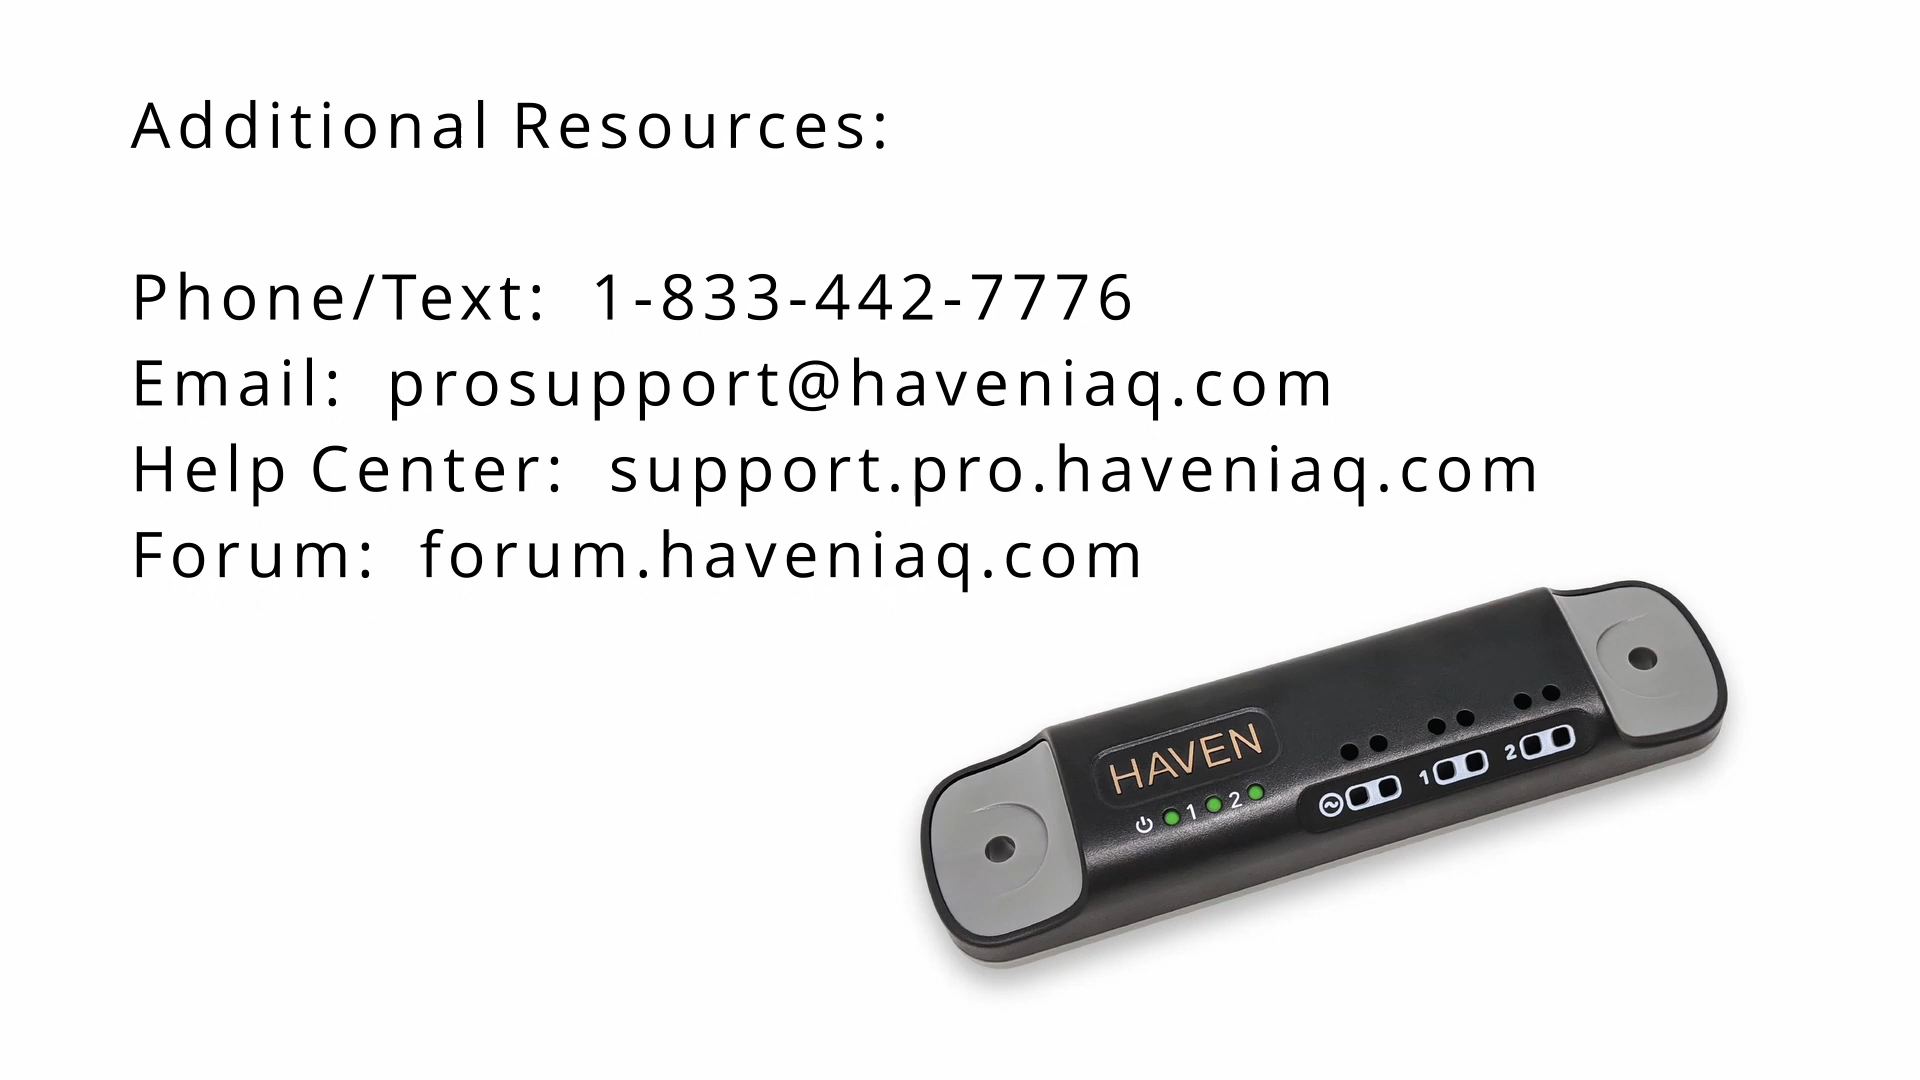 Additional Resources:
Phone/Text: 1-833-442-7776
Email: prosupport@haveniaq.com
Help Center: support.pro.haveniaq.com
Forum: forum.haveniaq.com
HAVEN
1 2
1 2